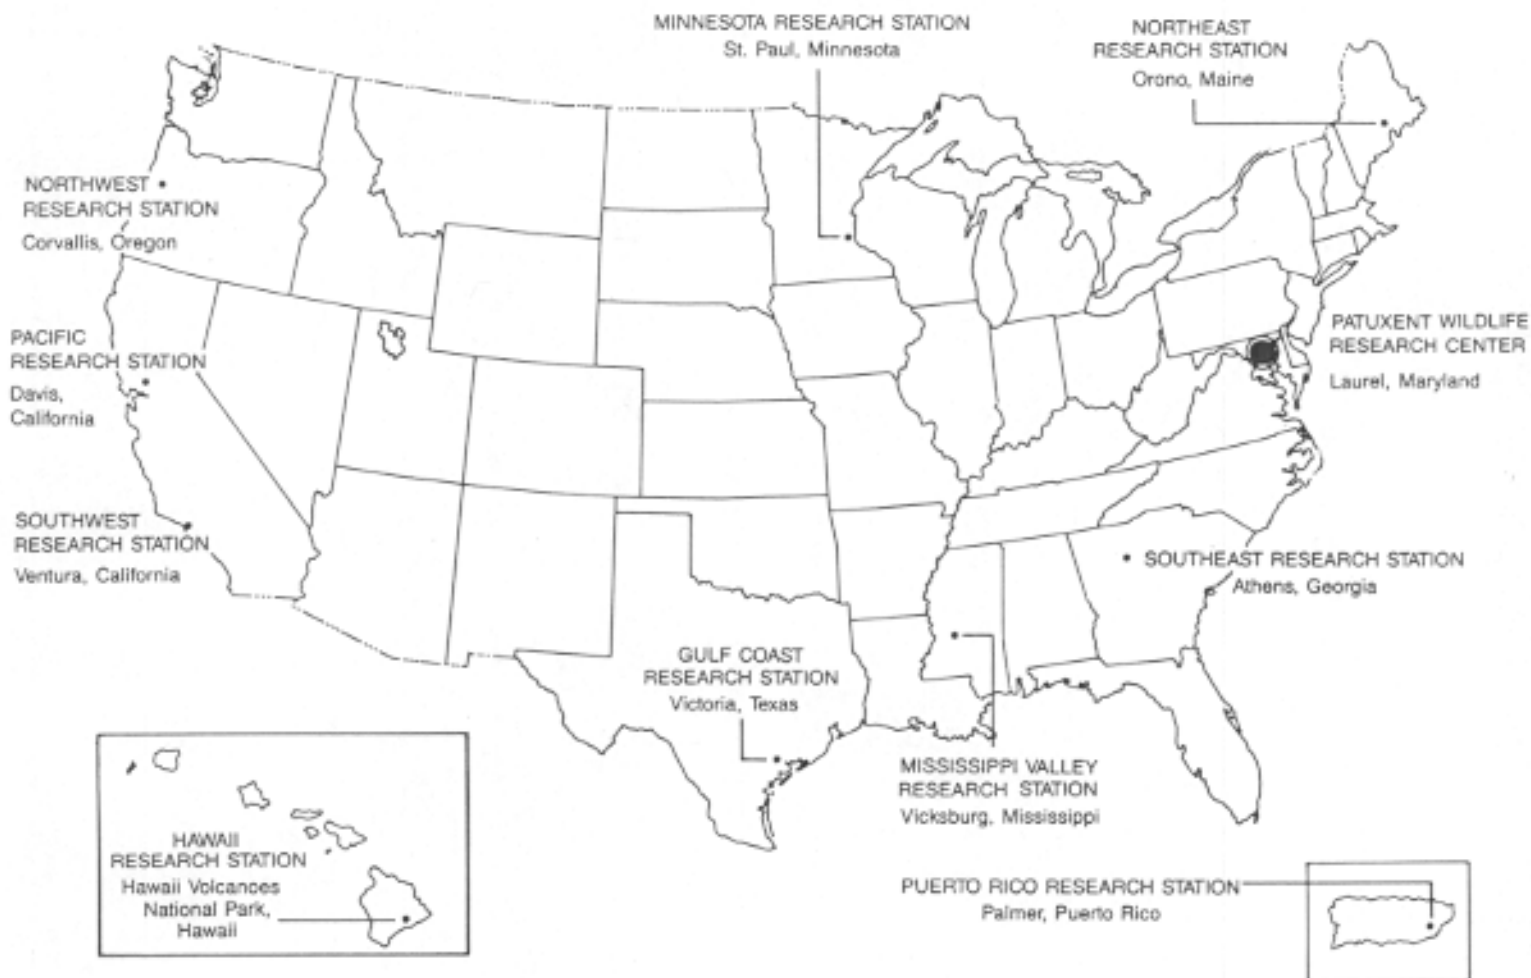 MINNESOTA RESEARCH STATION
St. Paul, Minnesota
NORTHEAST
RESEARCH STATION
Orono, Maine
NORTHWEST
RESEARCH STATION
Corvallis, Oregon
PACIFIC
RESEARCH STATION
Davis,
California
PATUXENT WILDLIFE
RESEARCH CENTER
Laurel, Maryland
SOUTHWEST
RESEARCH STATION
Ventura, California
SOUTHEAST RESEARCH STATION
Athens, Georgia
GULF COAST
RESEARCH STATION
Victoria, Texas
MISSISSIPPI VALLEY
RESEARCH STATION
Vicksburg, Mississippi
HAWAII
RESEARCH STATION
Hawaii Volcanoes
National Park,
Hawaii
PUERTO RICO RESEARCH STATION
Palmer, Puerto Rico